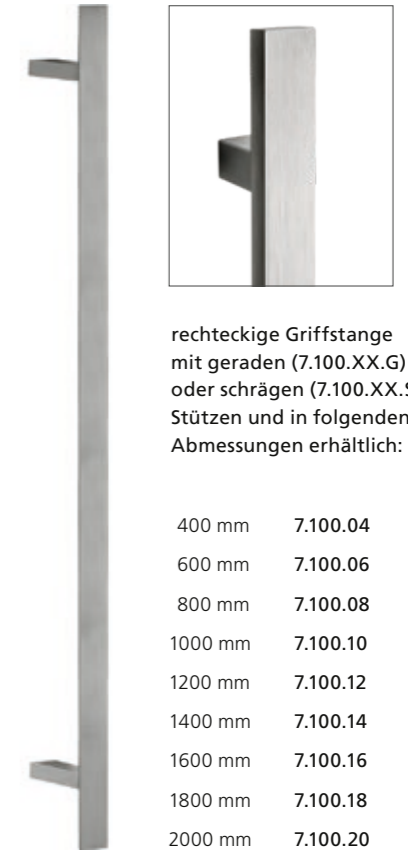 rechteckige Griffstange
mit geraden (7.100.XX.G)
oder schrägen (7.100.XX.S
Stützen und in folgenden
Abmessungen erhältlich:
400 mm 7.100.04
600 mm 7.100.06
800 mm 7.100.08
1000 mm 7.100.10
1200 mm 7.100.12
1400 mm 7.100.14
1600 mm 7.100.16
1800 mm 7.100.18
2000 mm 7.100.20